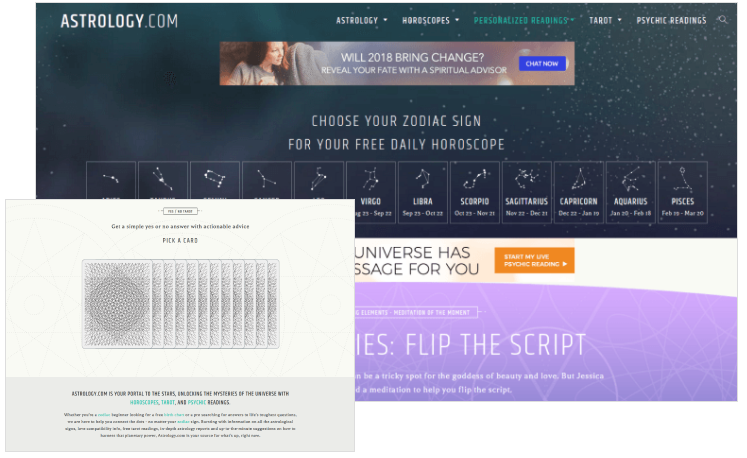 ASTROLOGY.COM
ASTROLOGY HOROSCOPES PERSONALIZED READINGS TAROT PSYCHIC READINGS
WILL 2018 BRING CHANGE?
REVEAL YOUR FATE WITH A SPIRITUAL ADVISOR
CHAT NOW
CHOOSE YOUR ZODIAC SIGN
FOR YOUR FREE DAILY HOROSCOPE
VIRGO LIBRA SCORPIO SAGITTARIUS CAPRICORN AQUARIUS PISCES
Sep 22 Sep 23 - Oct 22 Oct 23 - Nov 21 Nov 22 - Dec 21 Dec 22 - Jan 19 Jan 20 - Feb 18 Feb 19 - Mar 20
UNIVERSE HAS
FOR YOU
START MY LIVE
PSYCHIC READING
ELEMENTS - MEDITATION OF THE MOMENT
FLIP THE SCRIPT
be a tricky spot for the goddess of beauty and love. But Jessica
a meditation to help you flip the script.
Get a simple yes or no answer with actionable advice
PICK A CARD
ASTROLOGY.COM IS YOUR PORTAL TO THE STARS, UNLOCKING THE MYSTERIES OF THE UNIVERSE WITH
HOROSCOPES, TAROT, AND PSYCHIC READINGS.
Whether you're a zodiac beginner looking for a free birth chart or a pro searching for answers to life's toughest questions,
we are here to help you connect the dots - no matter your zodiac sign. Bursting with information on all the astrological
signs, love compatibility info, free tarot readings, in-depth astrology reports and up-to-the-minute suggestions on how to
harness that planetary power, Astrology.com is your source for what's up, right now.